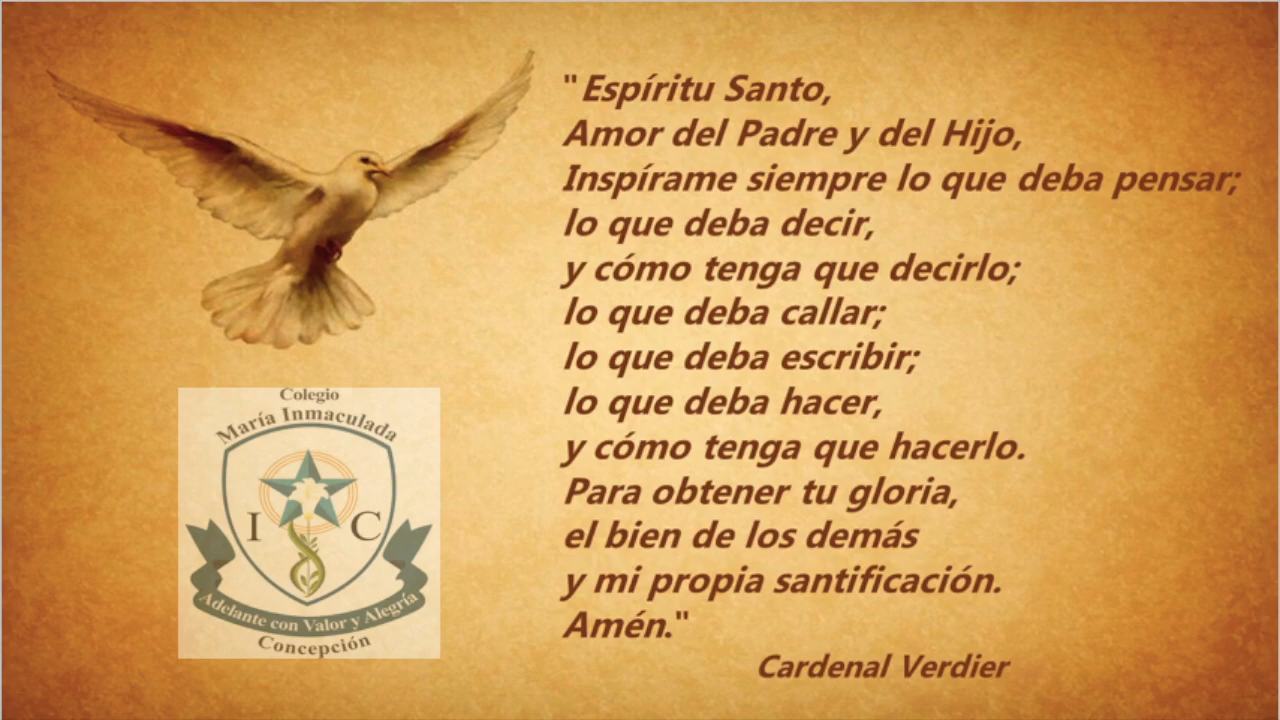 "Espíritu Santo,
Amor del Padre y del Hijo,
Inspírame siempre lo que deba pensar;
lo que deba decir,
y cómo tenga que decirlo;
lo que deba callar;
lo que deba escribir;
lo que deba hacer,
y cómo tenga que hacerlo.
Para obtener tu gloria,
el bien de los demás
y mi propia santificación.
Amén."
Cardenal Verdier
Colegio
María Inmaculada
I C
Adelante con Valor y Alegría
Concepción